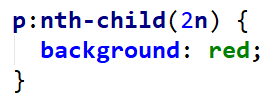 p:nth-child(2n) {
  background: red;
}